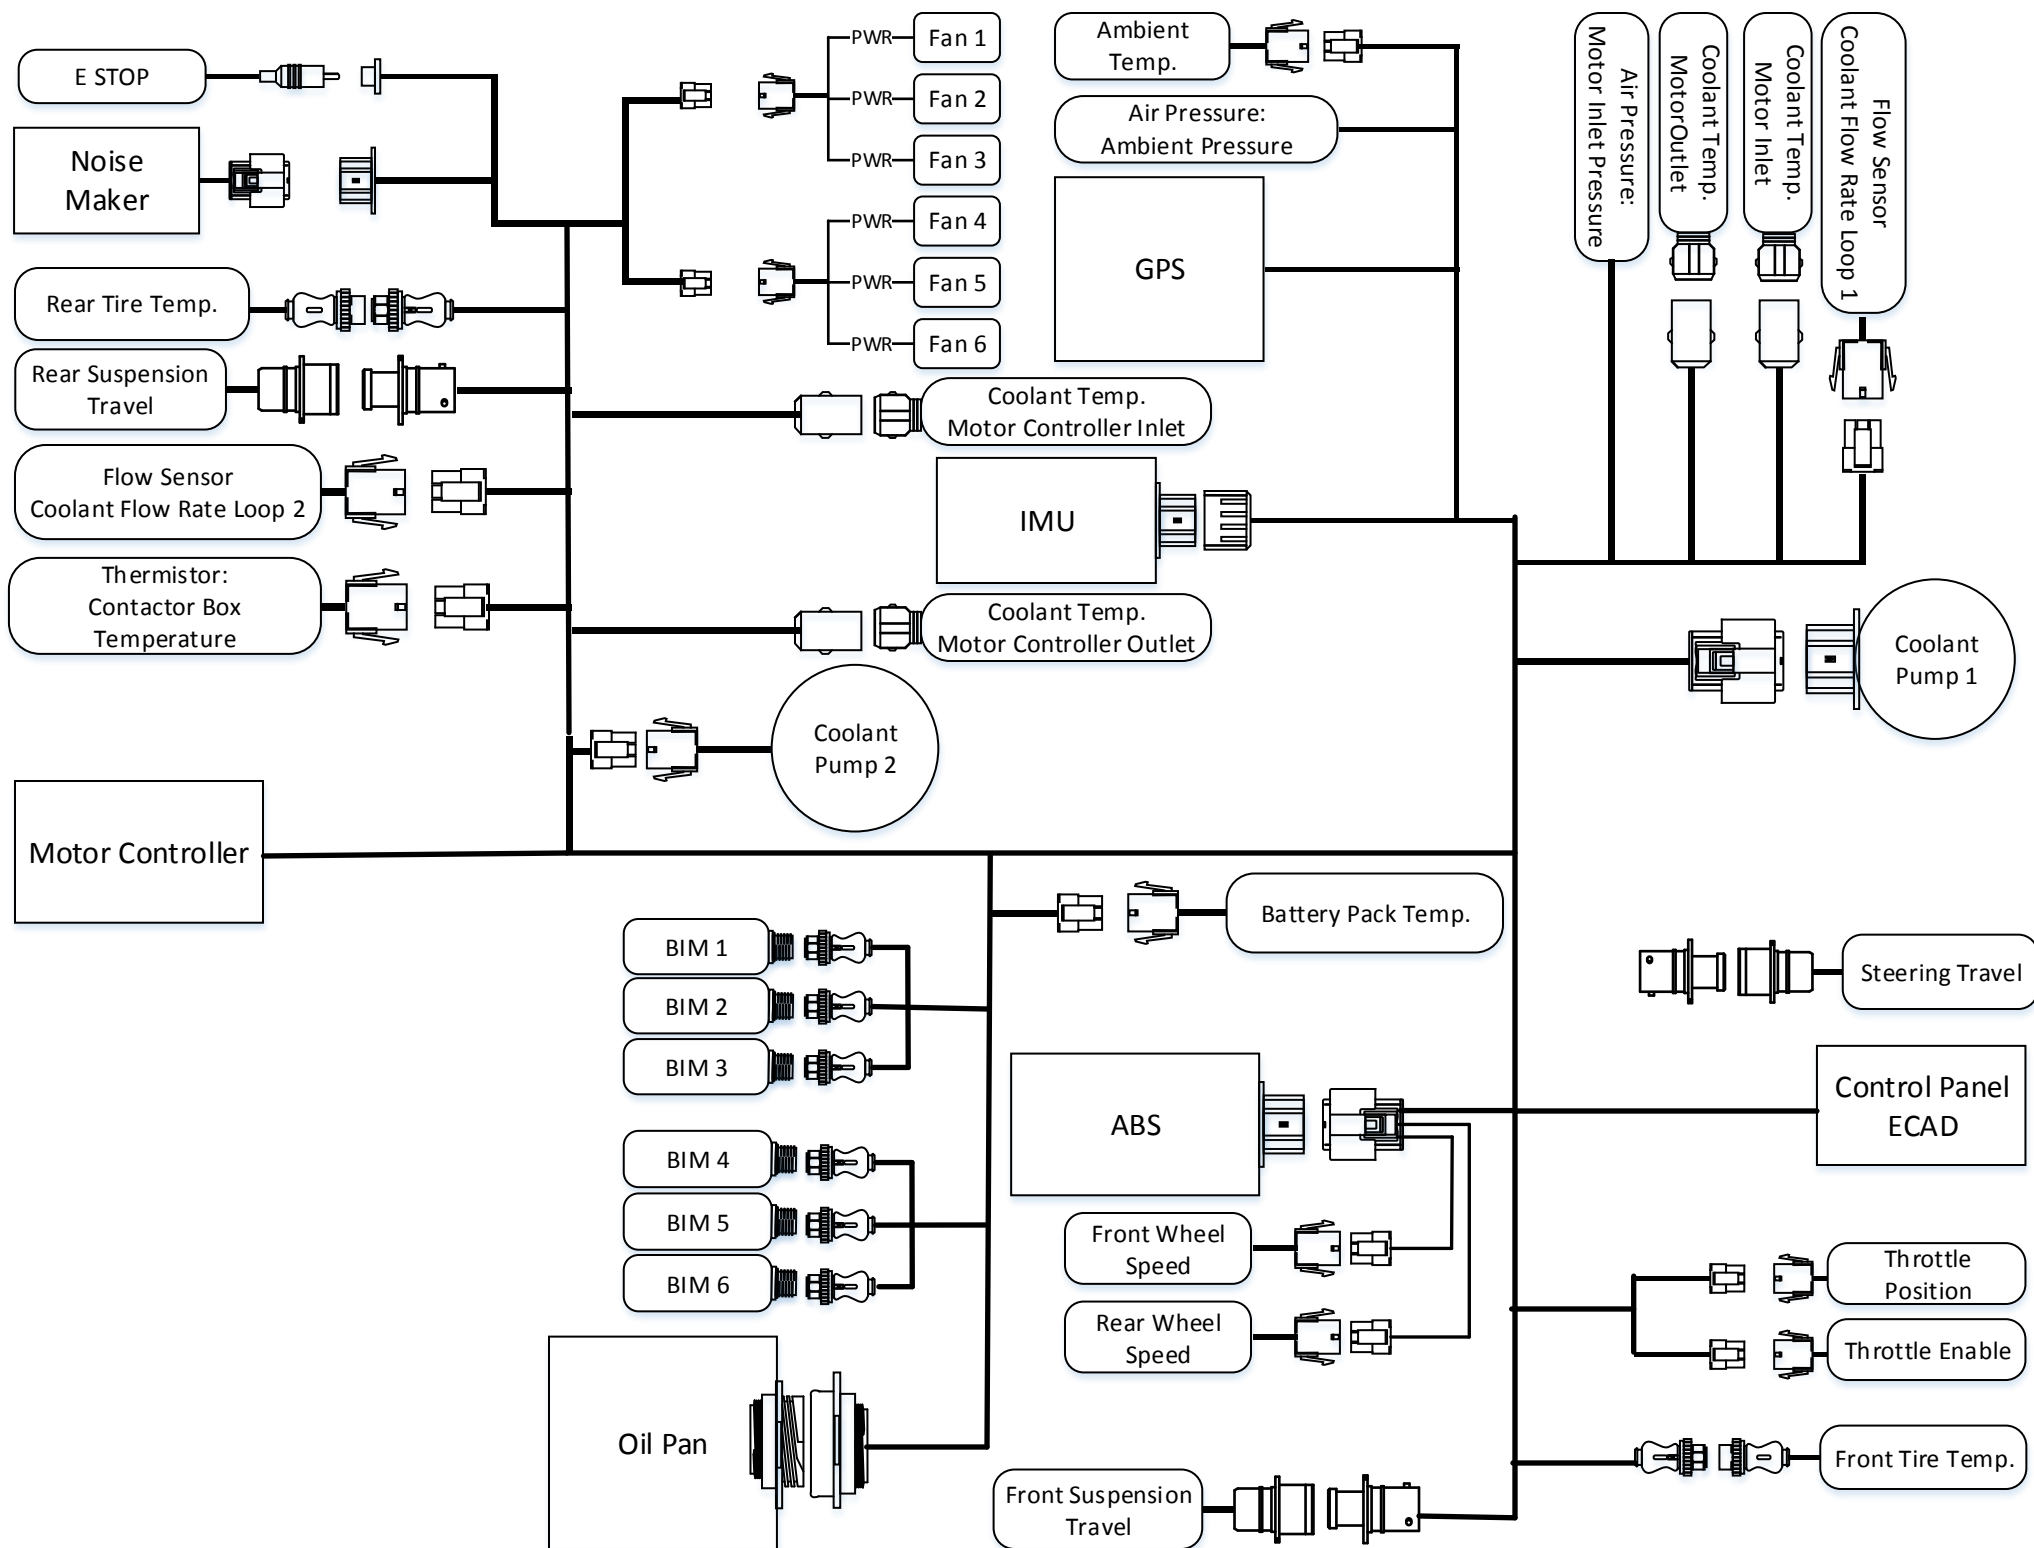 E STOP
Noise
Maker
Rear Tire Temp.
Rear Suspension
Travel
Flow Sensor
Coolant Flow Rate Loop 2
Thermistor:
Contactor Box
Temperature
Motor Controller
PWR
Fan 1
PWR
Fan 2
PWR
Fan 3
PWR
Fan 4
PWR
Fan 5
PWR
Fan 6
Ambient
Temp.
Air Pressure:
Ambient Pressure
GPS
Coolant Temp.
Motor Controller Inlet
IMU
Coolant Temp.
Motor Controller Outlet
Coolant
Pump 2
Air Pressure:
Motor Inlet Pressure
Coolant Temp.
MotorOutlet
Coolant Temp.
Motor Inlet
Flow Sensor
Coolant Flow Rate Loop 1
Coolant
Pump 1
Battery Pack Temp.
BIM 1
BIM 2
BIM 3
BIM 4
BIM 5
BIM 6
Oil Pan
ABS
Front Wheel
Speed
Rear Wheel
Speed
Front Suspension
Travel
Steering Travel
Control Panel
ECAD
Throttle
Position
Throttle Enable
Front Tire Temp.